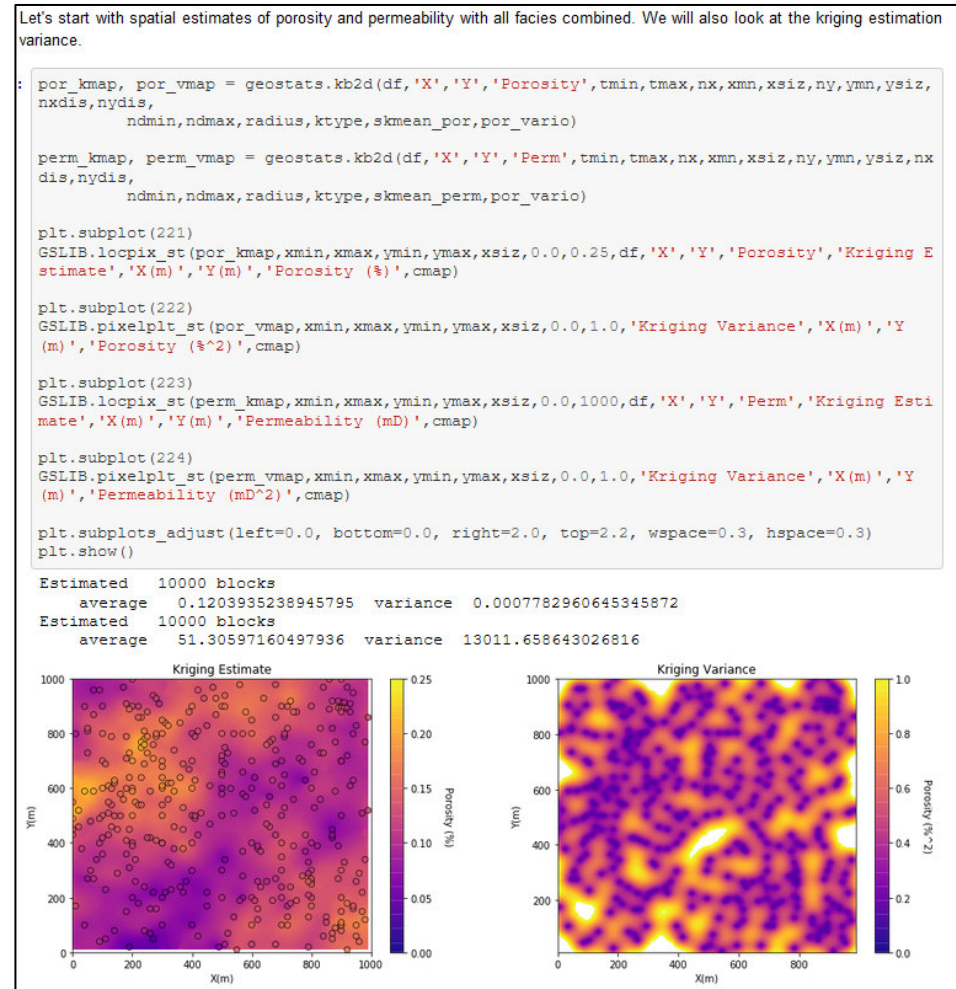 Let's start with spatial estimates of porosity and permeability with all facies combined. We will also look at the kriging estimation
variance.
: por_kmap, por_vmap = geostats.kb2d(df,'X','Y','Porosity',tmin,tmax,nx,xmn,xsiz,ny,ymn,ysiz,
nxdis,nydis,
ndmin,ndmax,radius,ktype,skmean_por,por_vario)
perm_kmap, perm_vmap = geostats.kb2d(df,'X','Y','Perm',tmin,tmax,nx,xmn,xsiz,ny,ymn,ysiz,nx
dis,nydis,
ndmin,ndmax,radius,ktype,skmean_perm,por_vario)
plt.subplot(221)
GSLIB.locpix_st(por_kmap,xmin,xmax,ymin,ymax,xsiz,0.0,0.25,df,'X','Y','Porosity','Kriging E
stimate','X(m)','Y(m)','Porosity (%)',cmap)
plt.subplot(222)
GSLIB.pixelplt_st(por_vmap,xmin,xmax,ymin,ymax,xsiz,0.0,1.0,'Kriging Variance','X(m)','Y
(m)','Porosity (%^2)',cmap)
plt.subplot(223)
GSLIB.locpix_st(perm_kmap,xmin,xmax,ymin,ymax,xsiz,0.0,1000,df,'X','Y','Perm','Kriging Esti
mate','X(m)','Y(m)','Permeability (mD)',cmap)
plt.subplot(224)
GSLIB.pixelplt_st(perm_vmap,xmin,xmax,ymin,ymax,xsiz,0.0,1.0,'Kriging Variance','X(m)','Y
(m)','Permeability (mD^2)',cmap)
plt.subplots_adjust(left=0.0, bottom=0.0, right=2.0, top=2.2, wspace=0.3, hspace=0.3)
plt.show()
Estimated 10000 blocks
average 0.1203935238945795 variance 0.0007782960645345872
Estimated 10000 blocks
average 51.30597160497936 variance 13011.658643026816
Kriging Estimate
1000
800
600
400
200
0
0 200 400 600 800 1000
X(m)
Y(m)
0.25
0.20
0.15
0.10
0.05
0.00
Porosity (%)
Kriging Variance
1000
800
600
400
200
0 200 400 600 800
X(m)
Y(m)
1.0
0.8
0.6
0.4
0.2
0.0
Porosity (%^2)